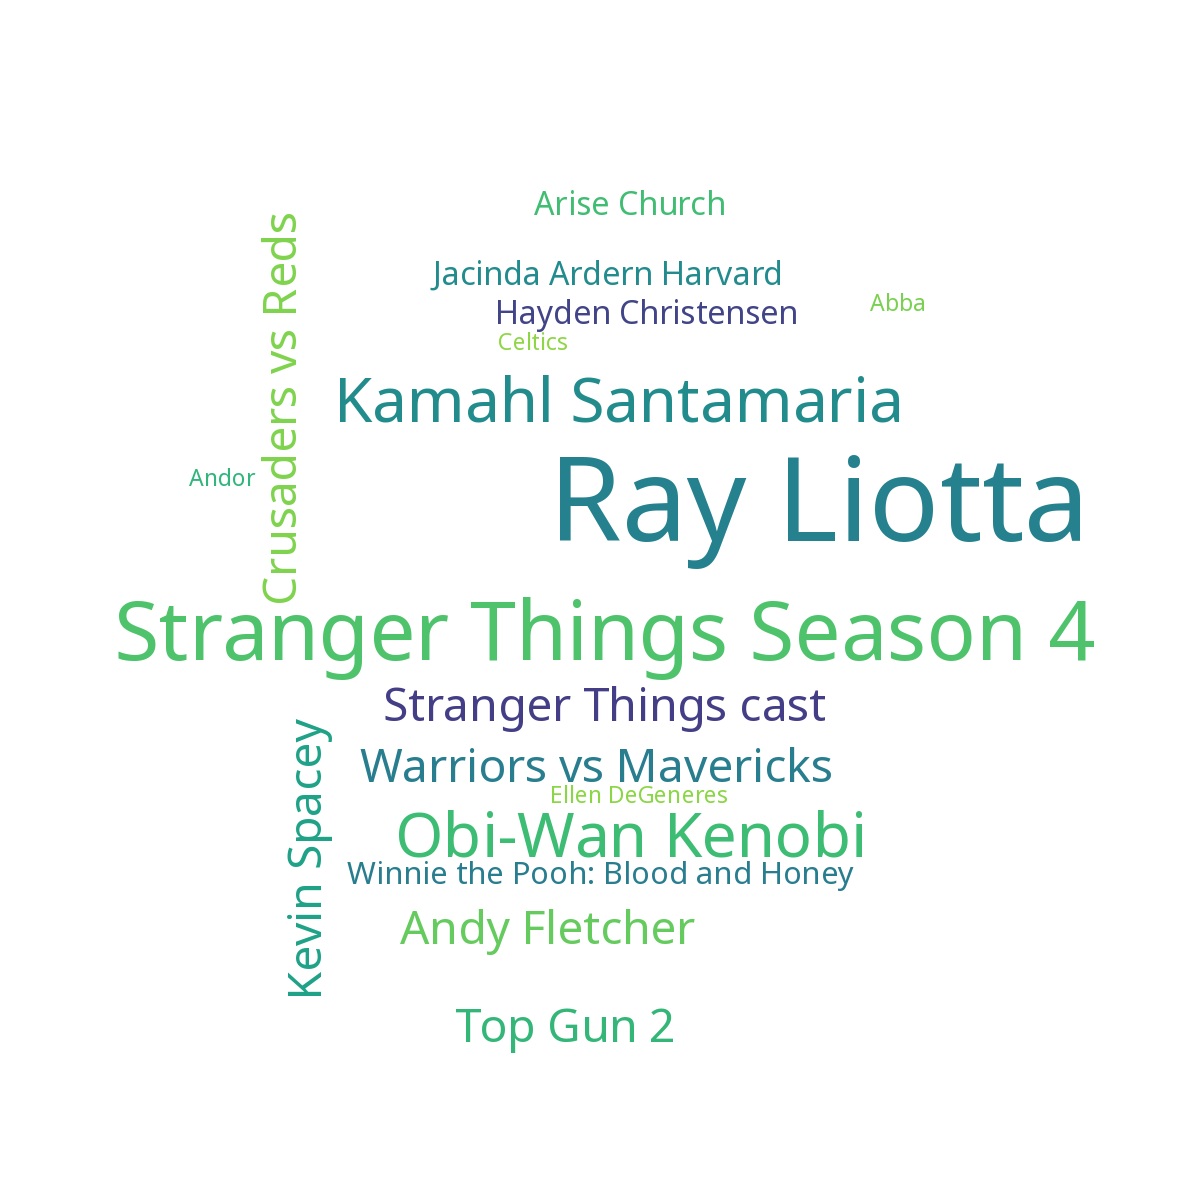 Arise Church
Crusaders vs Reds
Jacinda Ardern Harvard
Hayden Christensen
Abba
Celtics
Kamahl Santamaria
Andor
Ray Liotta
Stranger Things Season 4
Stranger Things cast
Kevin Spacey
Warriors vs Mavericks
Ellen DeGeneres
Obi-Wan Kenobi
Winnie the Pooh: Blood and Honey
Andy Fletcher
Top Gun 2